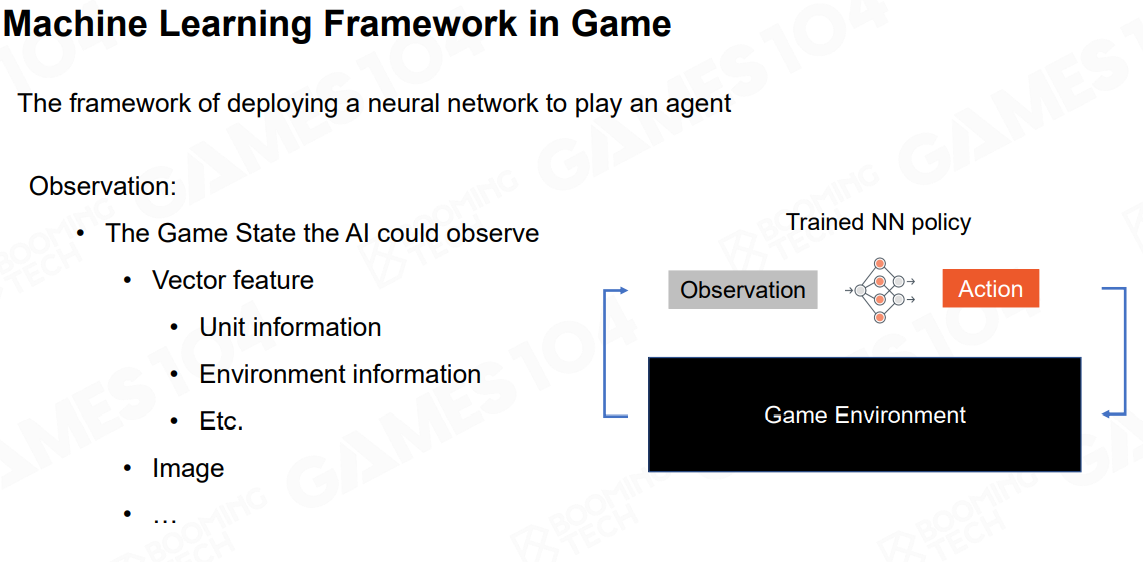 Machine Learning Framework in Game
The framework of deploying a neural network to play an agent
Observation:
• The Game State the AI could observe
• Vector feature
• Unit information
• Environment information
• Etc.
• Image
• …
Trained NN policy
Observation
Action
Game Environment
GAMES104
BOOMING
TECH